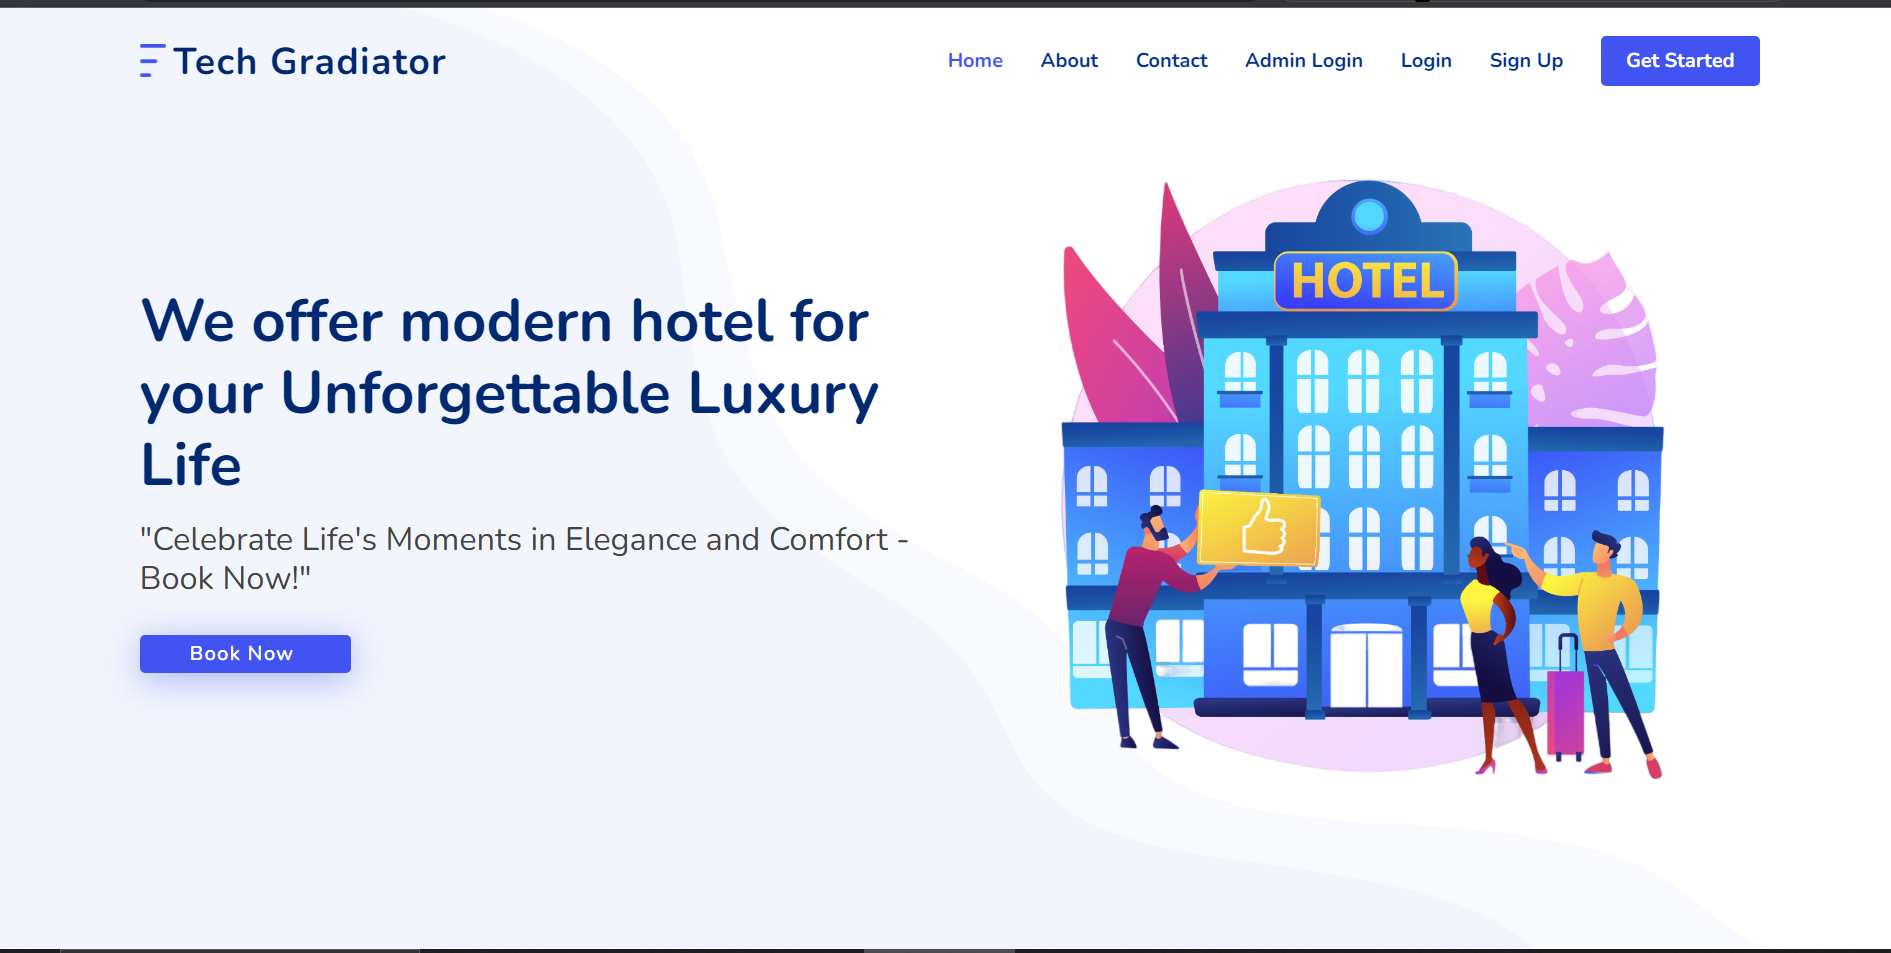 Tech Gradiator
Home About Contact Admin Login Login Sign Up Get Started
HOTEL
We offer modern hotel for
your Unforgettable Luxury
Life
"Celebrate Life's Moments in Elegance and Comfort -
Book Now!"
Book Now